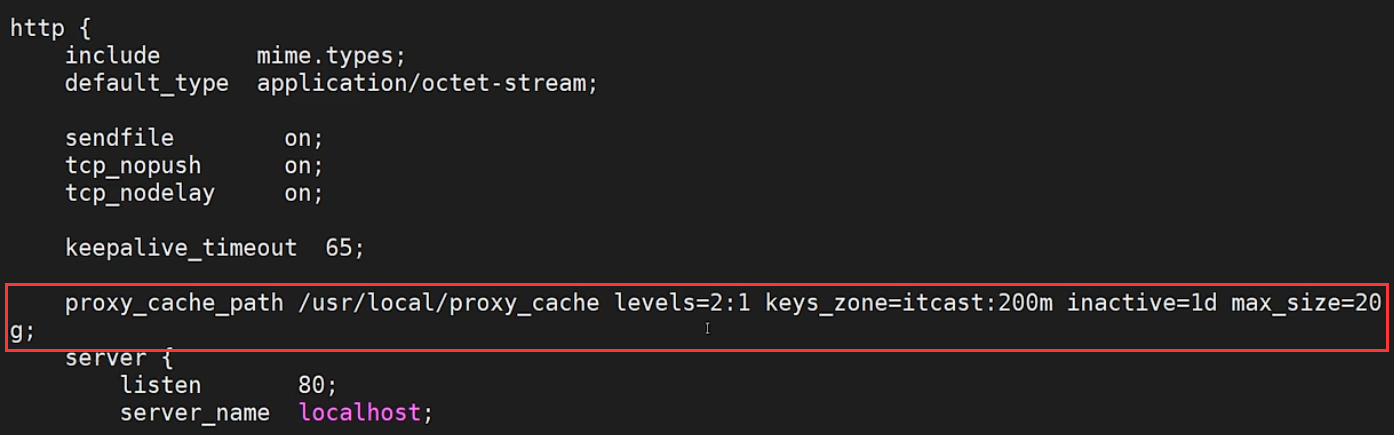 http {
    include       mime.types;
    default_type  application/octet-stream;
    sendfile        on;
    tcp_nopush      on;
    tcp_nodelay     on;
    keepalive_timeout  65;
    proxy_cache_path /usr/local/proxy_cache levels=2:1 keys_zone=itcast:200m inactive=1d max_size=20
g;
    server {
        listen       80;
        server_name  localhost;